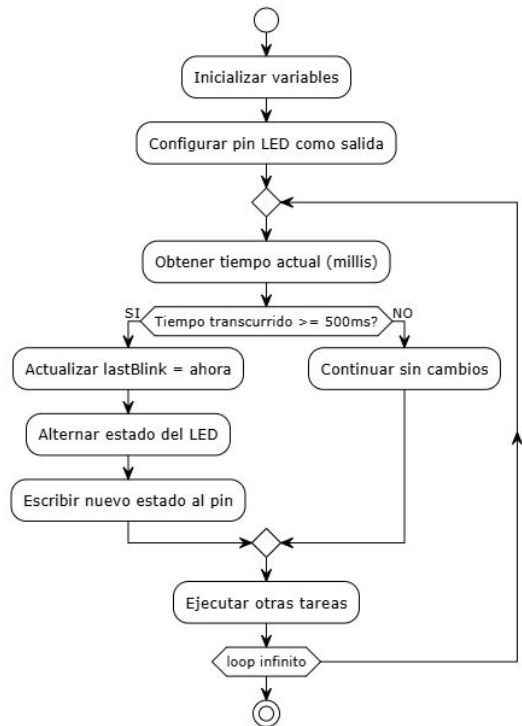 Inicializar variables
Configurar pin LED como salida
Obtener tiempo actual (millis)
SI
Tiempo transcurrido >= 500ms?
NO
Actualizar lastBlink = ahora
Continuar sin cambios
Alternar estado del LED
Escribir nuevo estado al pin
Ejecutar otras tareas
loop infinito